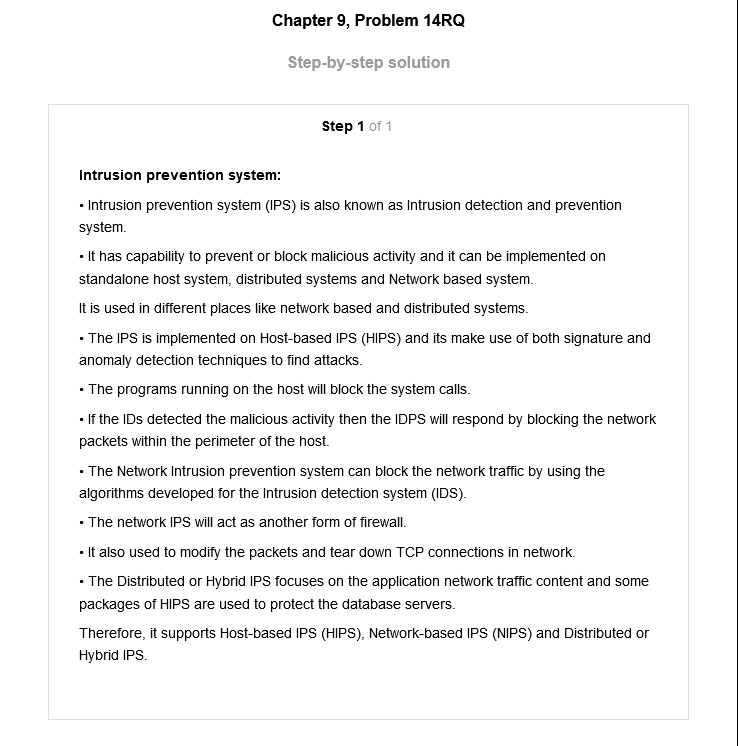 Chapter 9, Problem 14RQ
Step-by-step solution
Step 1 of 1
Intrusion prevention system:
• Intrusion prevention system (IPS) is also known as Intrusion detection and prevention
system.
• It has capability to prevent or block malicious activity and it can be implemented on
standalone host system, distributed systems and Network based system.
It is used in different places like network based and distributed systems.
• The IPS is implemented on Host-based IPS (HIPS) and its make use of both signature and
anomaly detection techniques to find attacks.
• The programs running on the host will block the system calls.
• If the IDs detected the malicious activity then the IDPS will respond by blocking the network
packets within the perimeter of the host.
• The Network Intrusion prevention system can block the network traffic by using the
algorithms developed for the Intrusion detection system (IDS).
• The network IPS will act as another form of firewall.
• It also used to modify the packets and tear down TCP connections in network.
• The Distributed or Hybrid IPS focuses on the application network traffic content and some
packages of HIPS are used to protect the database servers.
Therefore, it supports Host-based IPS (HIPS), Network-based IPS (NIPS) and Distributed or
Hybrid IPS.